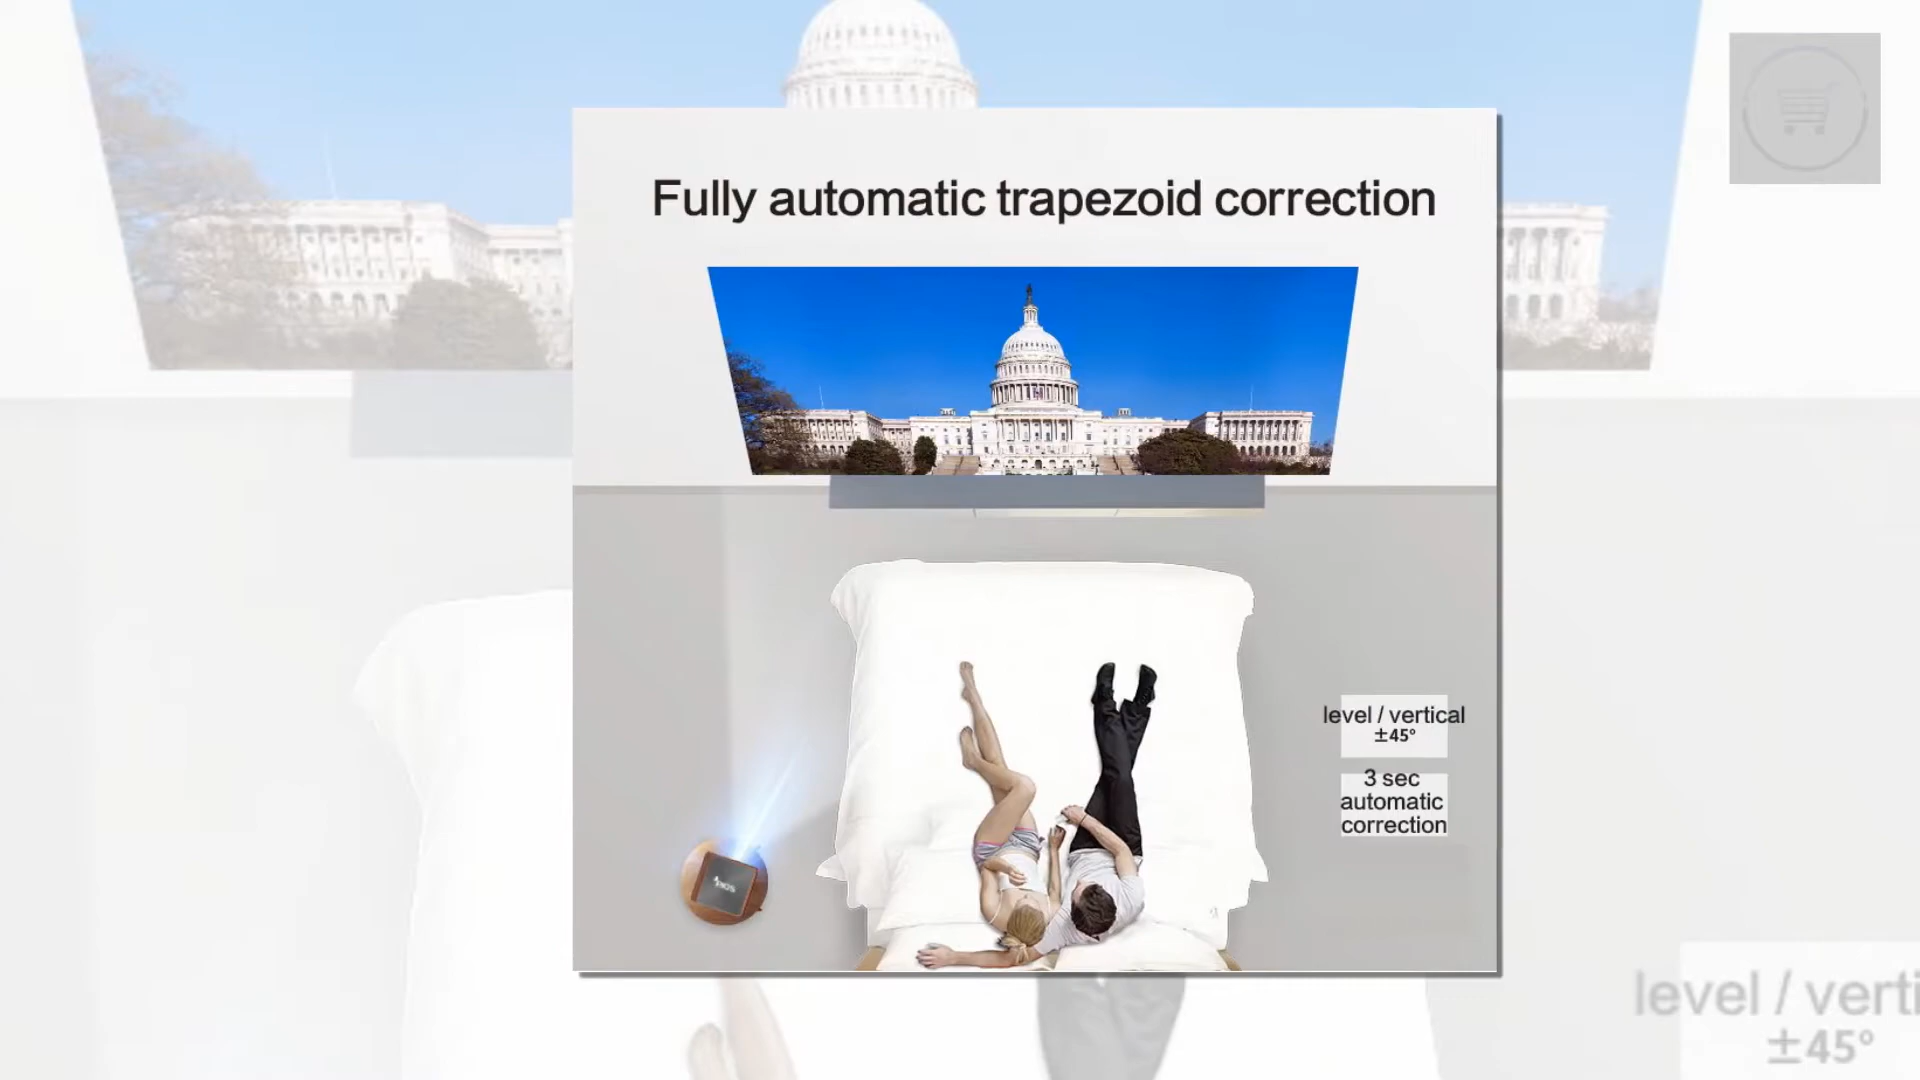 Fully automatic trapezoid correction
level / vertical
±45°
3 sec
automatic
correction
level / verti
±45°